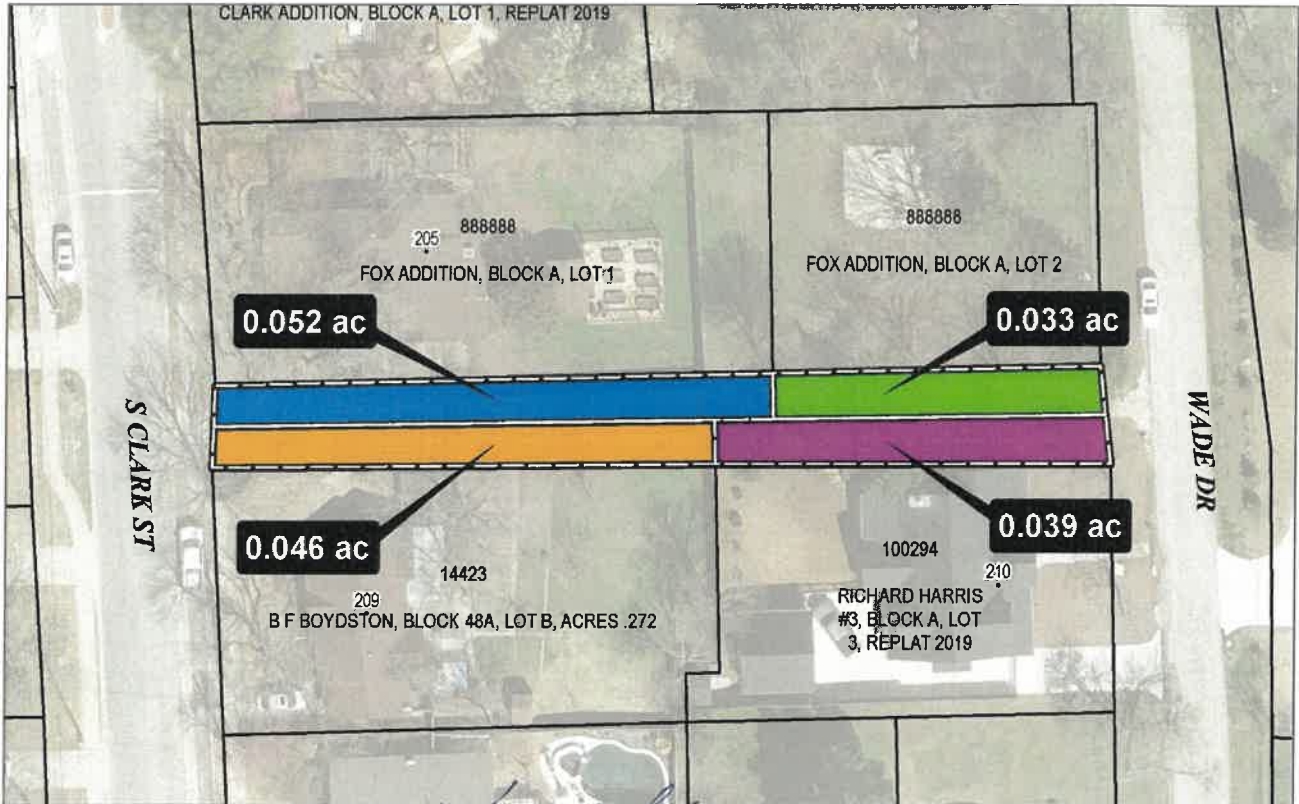 CLARK ADDITION, BLOCK A, LOT 1, REPLAT 2019
888888
205
FOX ADDITION, BLOCK A, LOT 1
888888
FOX ADDITION, BLOCK A, LOT 2
0.052 ac
0.033 ac
S CLARK ST
WADE DR
0.046 ac
0.039 ac
14423
209
B F BOYDSTON, BLOCK 48A, LOT B, ACRES .272
100294
210
RICHARD HARRIS
#3, BLOCK A, LOT
3, REPLAT 2019